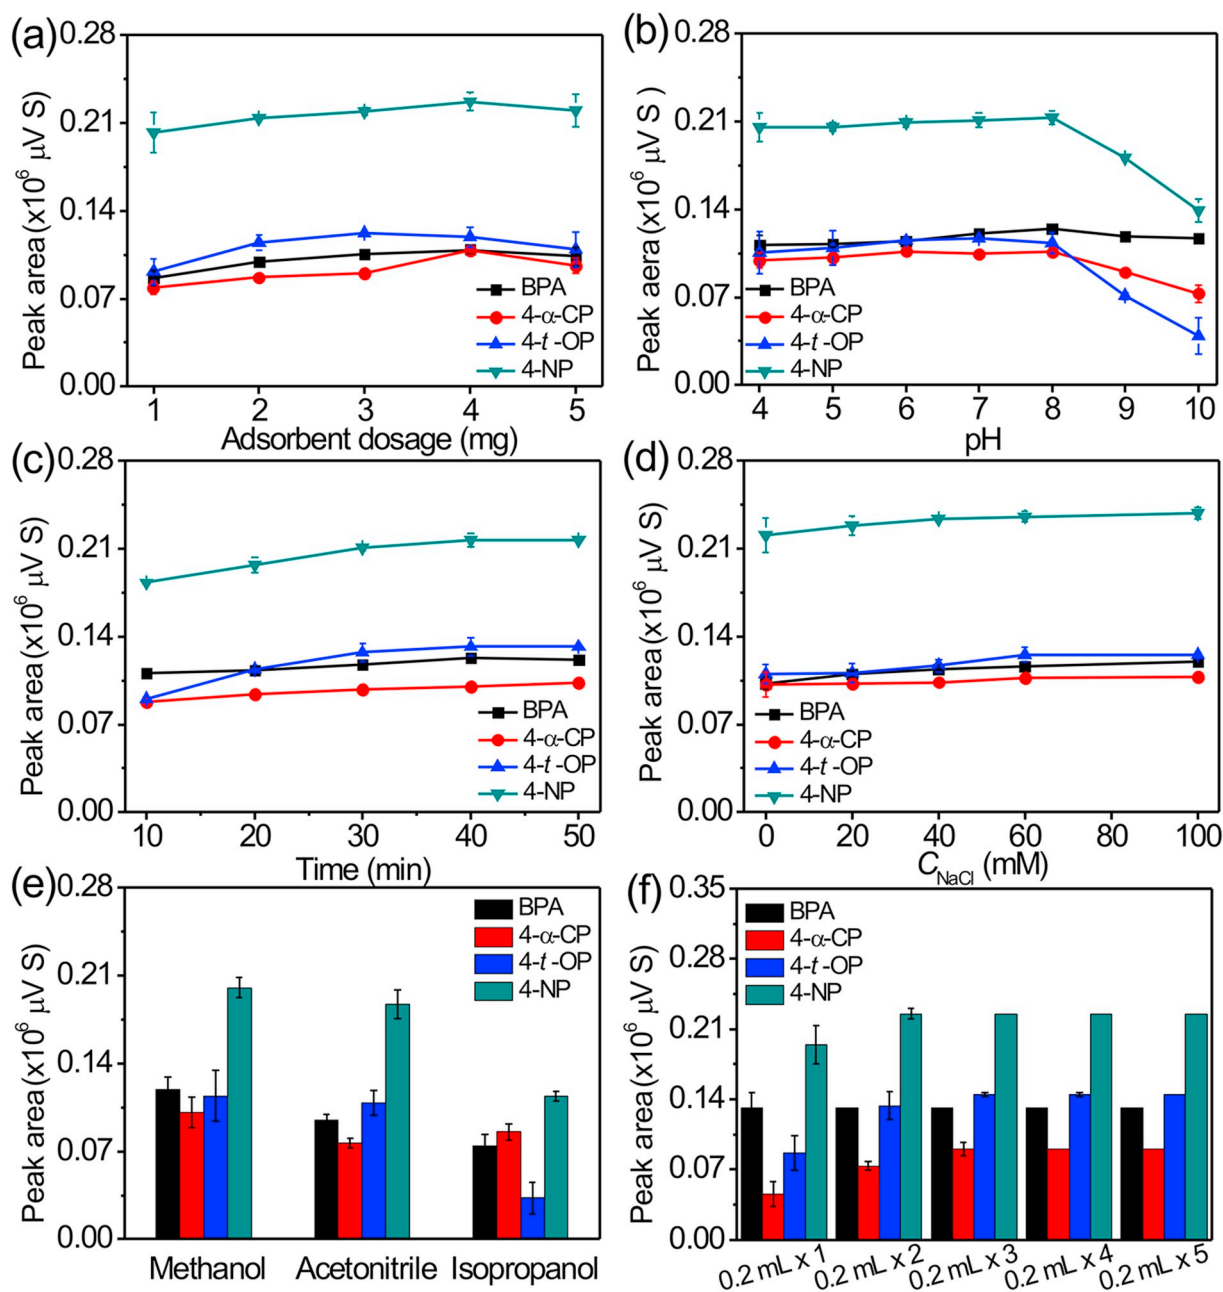 (a)
0.28
0.21
0.14
0.07
0.00
Peak area (x10⁶ μV S)
BPA
4-α-CP
4-t-OP
4-NP
1 2 3 4 5
Adsorbent dosage (mg)
(b)
0.28
0.21
0.14
0.07
0.00
Peak aera (x10⁶ μV S)
BPA
4-α-CP
4-t-OP
4-NP
4 5 6 7 8 9 10
pH
(c)
0.28
0.21
0.14
0.07
0.00
Peak area (x10⁶ μV S)
BPA
4-α-CP
4-t-OP
4-NP
10 20 30 40 50
Time (min)
(d)
0.28
0.21
0.14
0.07
0.00
Peak area (x10⁶ μV S)
BPA
4-α-CP
4-t-OP
4-NP
0 20 40 60 80 100
C NaCl (mM)
(e)
0.28
0.21
0.14
0.07
0.00
Peak area (x10⁶ μV S)
BPA
4-α-CP
4-t-OP
4-NP
Methanol Acetonitrile Isopropanol
(f)
0.35
0.28
0.21
0.14
0.07
0.00
Peak area (x10⁶ μV S)
BPA
4-α-CP
4-t-OP
4-NP
0.2 mL x 1 0.2 mL x 2 0.2 mL x 3 0.2 mL x 4 0.2 mL x 5